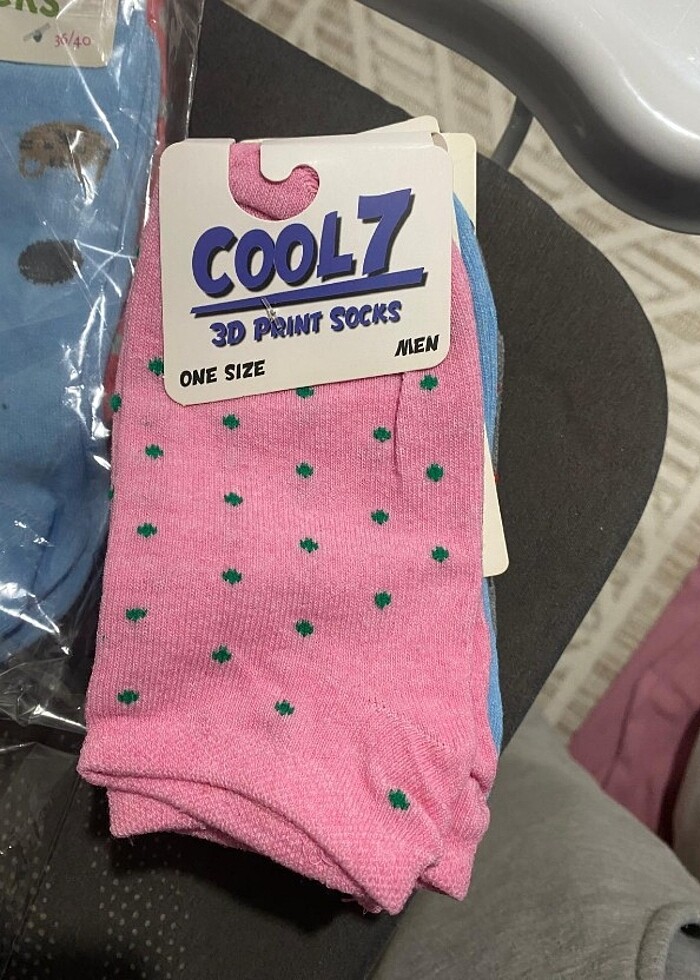 36/40
COOL7
3D PRINT SOCKS
ONE SIZE
MEN